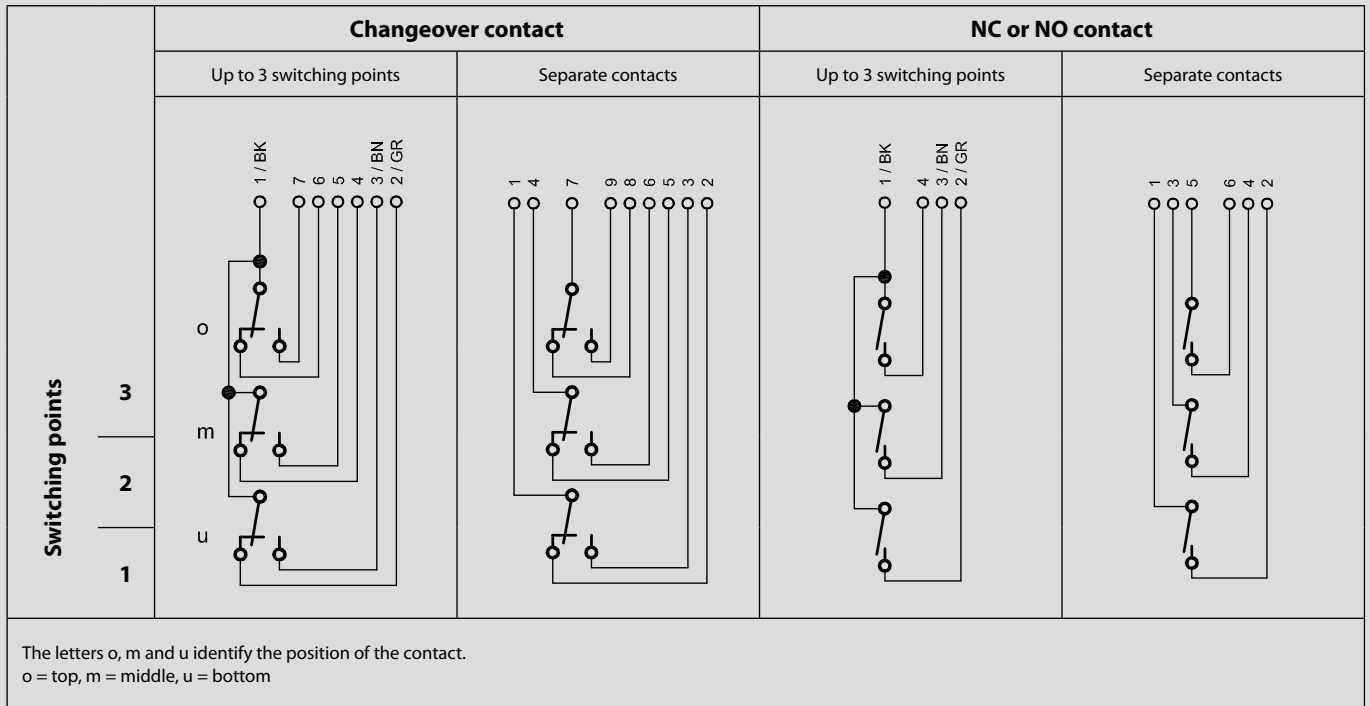 Changeover contact
NC or NO contact
Up to 3 switching points
Separate contacts
Up to 3 switching points
Separate contacts
1 / BK
7
6
5
4
3 / BN
2 / GR
1
4
7
9
8
6
5
3
2
1 / BK
4
3 / BN
2 / GR
1
3
5
6
4
2
Switching points
3
2
1
o
m
u
The letters o, m and u identify the position of the contact.
o = top, m = middle, u = bottom